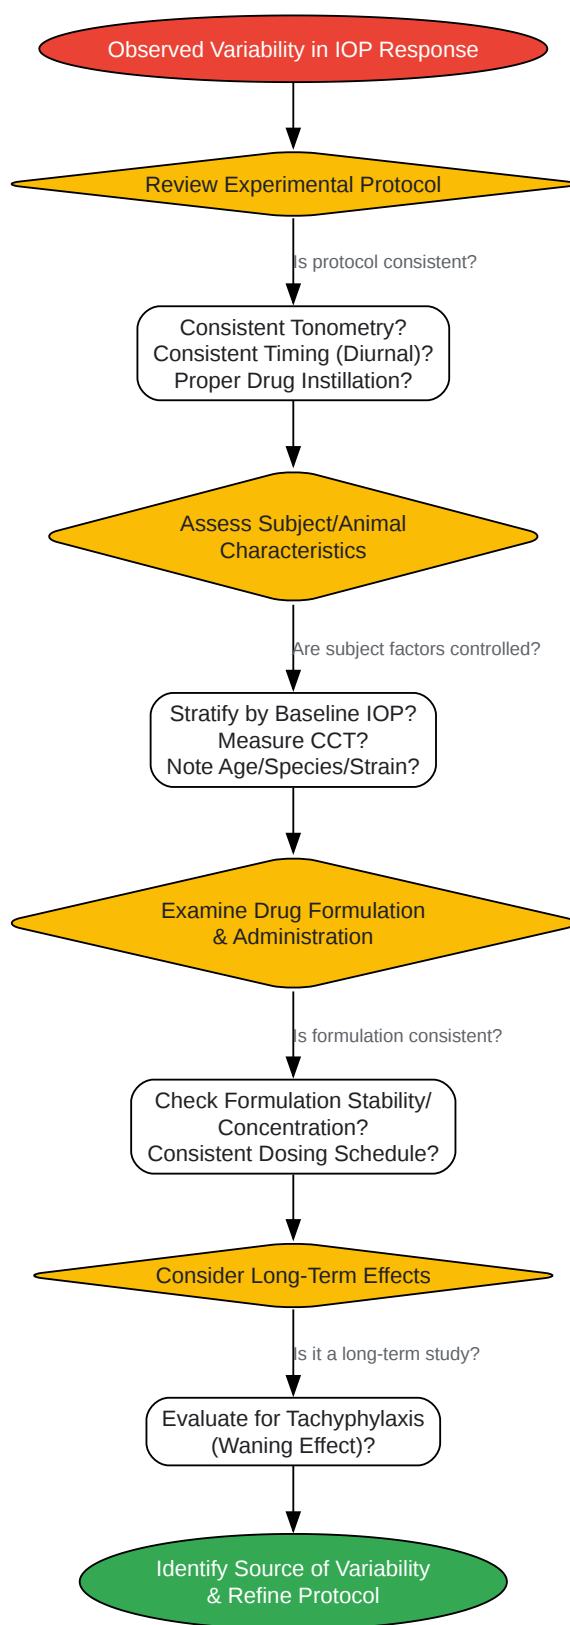 Observed Variability in IOP Response
Review Experimental Protocol
Is protocol consistent?
Consistent Tonometry?
Consistent Timing (Diurnal)?
Proper Drug Instillation?
Assess Subject/Animal
Characteristics
Are subject factors controlled?
Stratify by Baseline IOP?
Measure CCT?
Note Age/Species/Strain?
Examine Drug Formulation
& Administration
Is formulation consistent?
Check Formulation Stability/
Concentration?
Consistent Dosing Schedule?
Consider Long-Term Effects
Is it a long-term study?
Evaluate for Tachyphylaxis
(Waning Effect)?
Identify Source of Variability
& Refine Protocol